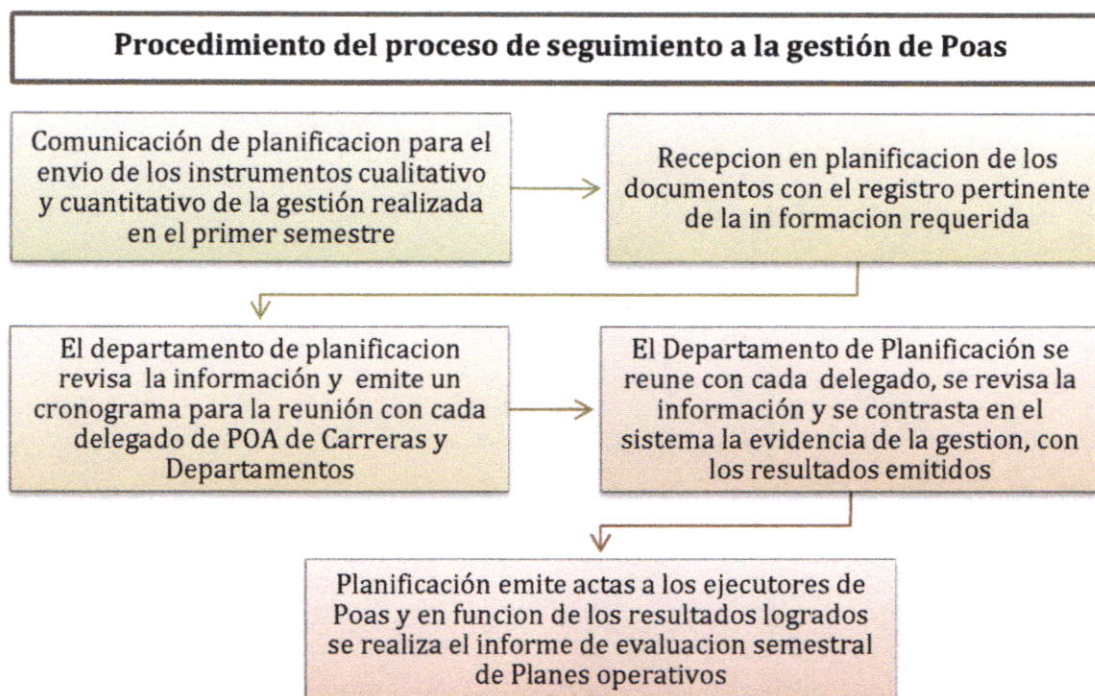 Procedimiento del proceso de seguimiento a la gestión de Poas
Comunicación de planificacion para el
envio de los instrumentos cualitativo
y cuantitativo de la gestión realizada
en el primer semestre
Recepcion en planificacion de los
documentos con el registro pertinente
de la in formacion requerida
El departamento de planificacion
revisa la información y emite un
cronograma para la reunión con cada
delegado de POA de Carreras y
Departamentos
El Departamento de Planificación se
reune con cada delegado, se revisa la
información y se contrasta en el
sistema la evidencia de la gestion, con
los resultados emitidos
Planificación emite actas a los ejecutores de
Poas y en funcion de los resultados logrados
se realiza el informe de evaluacion semestral
de Planes operativos